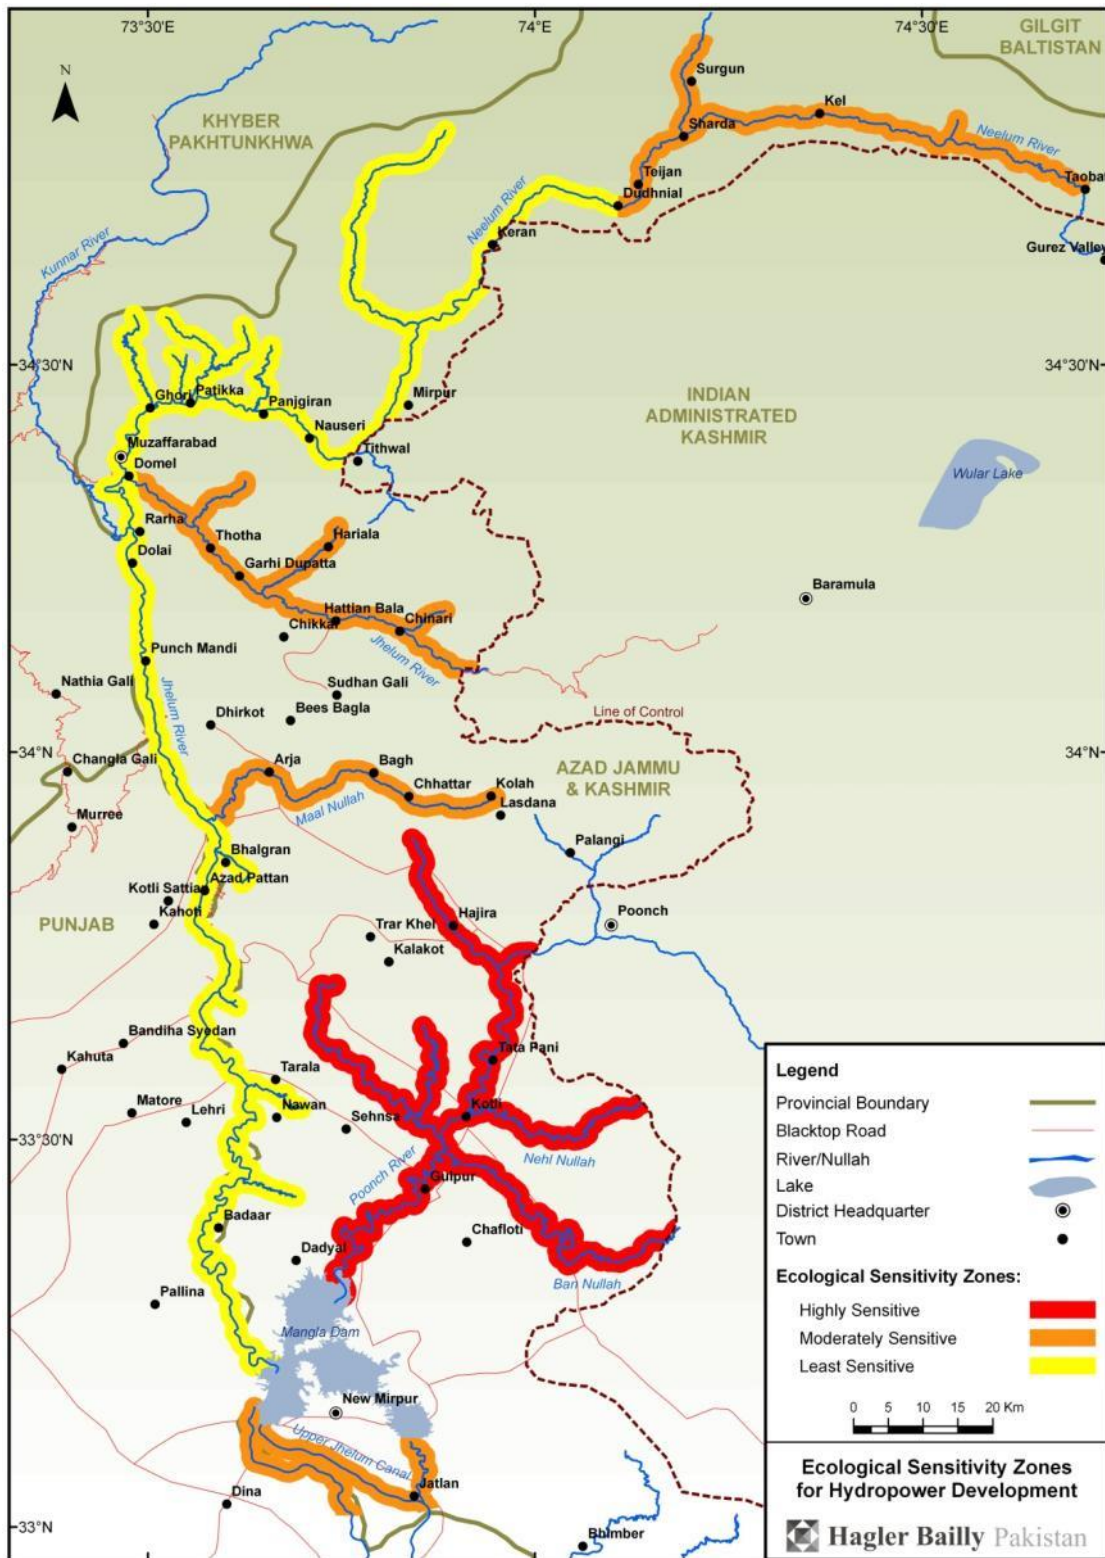 73°30'E
74°E
74°30'E
GILGIT
BALTISTAN
N
Surgun
Kel
KHYBER
PAKHTUNKHWA
Sharda
Neelum River
Teijan
Taobat
Dudhnial
Neelum River
Keran
Gurez Valley
Kunnar River
34°30'N
34°30'N
Ghori
Patikka
Panjgiran
Mirpur
INDIAN
ADMINISTRATED
KASHMIR
Nauseri
Muzaffarabad
Tithwal
Domel
Wular Lake
Rarha
Thotha
Hariala
Dolai
Garhi Dupatta
Baramula
Hattian Bala
Chinari
Chikkar
Punch Mandi
Jhelum River
Nathia Gali
Jhelum River
Sudhan Gali
Bees Bagla
Dhirkot
Line of Control
34°N
34°N
Changla Gali
Arja
Bagh
AZAD JAMMU
& KASHMIR
Chhattar
Kolah
Maal Nullah
Lasdana
Murree
Palangi
Bhalgran
Azad Pattan
Kotli Sattian
PUNJAB
Kahoti
Hajira
Poonch
Trar Khel
Kalakot
Bandiha Syedan
Tata Pani
Kahuta
Tarala
Matore
Lehri
Nawan
Sehnsa
Kotli
33°30'N
Nehl Nullah
Poonch River
Gulpur
Badaar
Chafloti
Dadyal
Ban Nullah
Pallina
Mangla Dam
New Mirpur
Upper Jhelum Canal
Jatlan
Dina
33°N
Bhimber
Legend
Provincial Boundary
Blacktop Road
River/Nullah
Lake
District Headquarter
Town
Ecological Sensitivity Zones:
Highly Sensitive
Moderately Sensitive
Least Sensitive
0 5 10 15 20 Km
Ecological Sensitivity Zones
for Hydropower Development
Hagler Bailly Pakistan